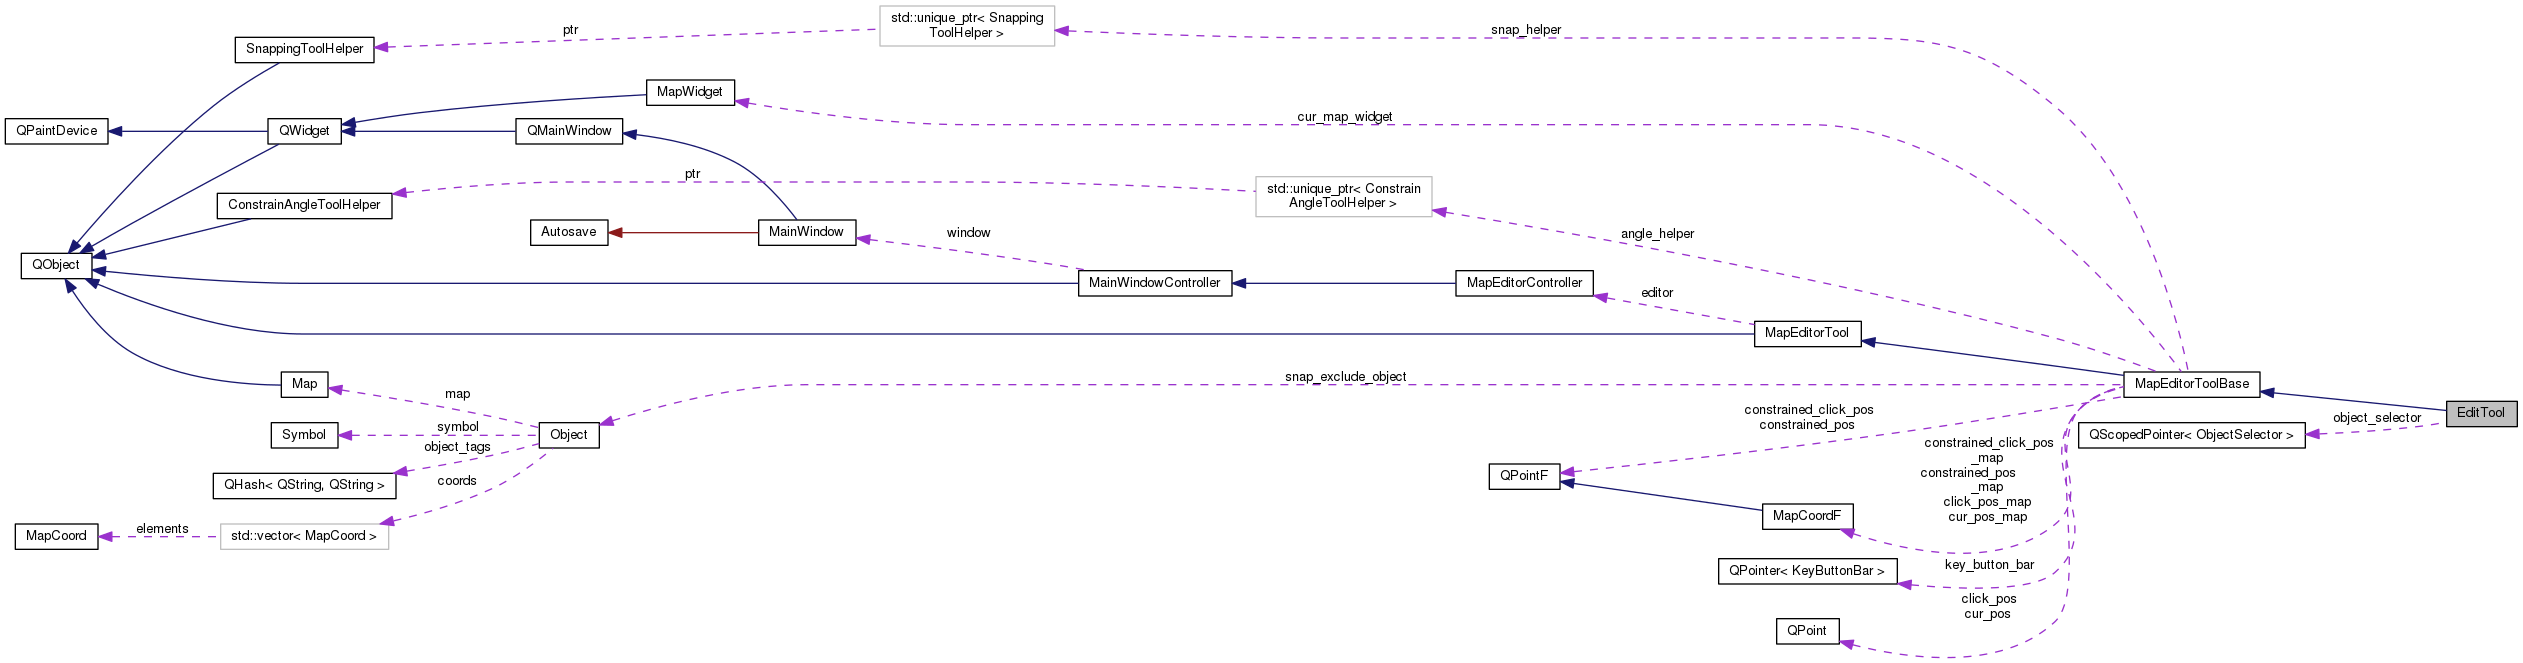 std::unique_ptr< Snapping
ToolHelper >
snap_helper
ptr
SnappingToolHelper
MapWidget
cur_map_widget
QPaintDevice
QWidget
QMainWindow
ptr
std::unique_ptr< Constrain
AngleToolHelper >
ConstrainAngleToolHelper
Autosave
MainWindow
window
angle_helper
QObject
MainWindowController
MapEditorController
editor
MapEditorTool
Map
map
snap_exclude_object
MapEditorToolBase
EditTool
object_selector
QScopedPointer< ObjectSelector >
constrained_click_pos
constrained_pos
Symbol
symbol
Object
object_tags
QHash< QString, QString >
coords
constrained_click_pos
_map
constrained_pos
_map
click_pos_map
cur_pos_map
QPointF
MapCoordF
MapCoord
elements
std::vector< MapCoord >
QPointer< KeyButtonBar >
key_button_bar
click_pos
cur_pos
QPoint